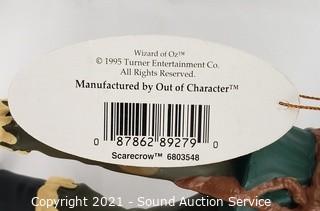 Wizard of Oz™
© 1995 Turner Entertainment Co.
All Rights Reserved.
Manufactured by Out of Character™
0 87862 89279 0
Scarecrow™ 6803548
Copyright 2021 - Sound Auction Service